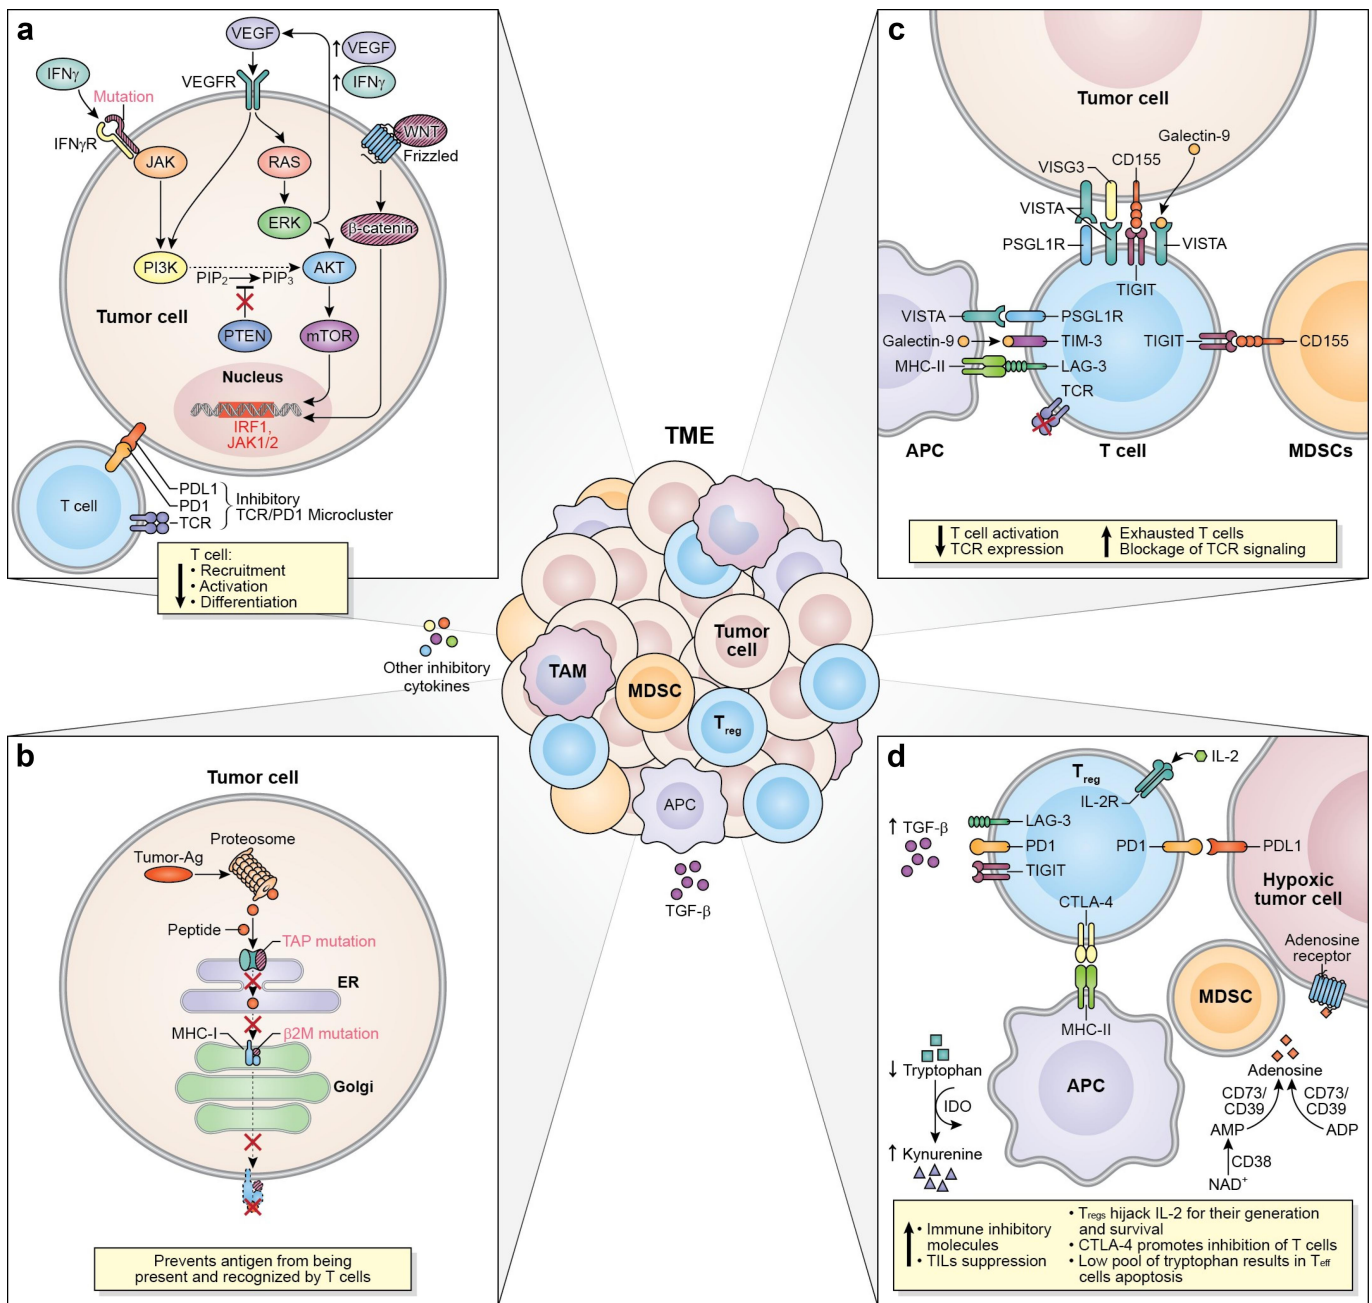 a
VEGF
VEGF
IFNγ
IFNγ
VEGFR
Mutation
IFNγR
JAK
RAS
WNT
Frizzled
ERK
β-catenin
PI3K
PIP2
PIP3
AKT
Tumor cell
PTEN
mTOR
Nucleus
IRF1,
JAK1/2
T cell
PDL1
PD1
TCR
Inhibitory
TCR/PD1 Microcluster
T cell:
• Recruitment
• Activation
• Differentiation
c
Tumor cell
Galectin-9
VISG3
CD155
VISTA
PSGL1R
VISTA
TIGIT
VISTA
PSGL1R
Galectin-9
TIM-3
MHC-II
LAG-3
TCR
TIGIT
CD155
APC
T cell
MDSCs
T cell activation
TCR expression
Exhausted T cells
Blockage of TCR signaling
TME
Tumor
cell
TAM
MDSC
Treg
APC
TGF-β
Other inhibitory
cytokines
b
Tumor cell
Proteosome
Tumor-Ag
Peptide
TAP mutation
ER
MHC-I
β2M mutation
Golgi
Prevents antigen from being
present and recognized by T cells
d
Treg
IL-2
IL-2R
TGF-β
LAG-3
PD1
TIGIT
PD1
PDL1
CTLA-4
Hypoxic
tumor cell
Adenosine
receptor
MDSC
MHC-II
APC
Tryptophan
IDO
Kynurenine
Adenosine
CD73/
CD39
CD73/
CD39
AMP
ADP
CD38
NAD+
• Immune inhibitory
molecules
• TILs suppression
• Tregs hijack IL-2 for their generation
and survival
• CTLA-4 promotes inhibition of T cells
• Low pool of tryptophan results in Teff
cells apoptosis